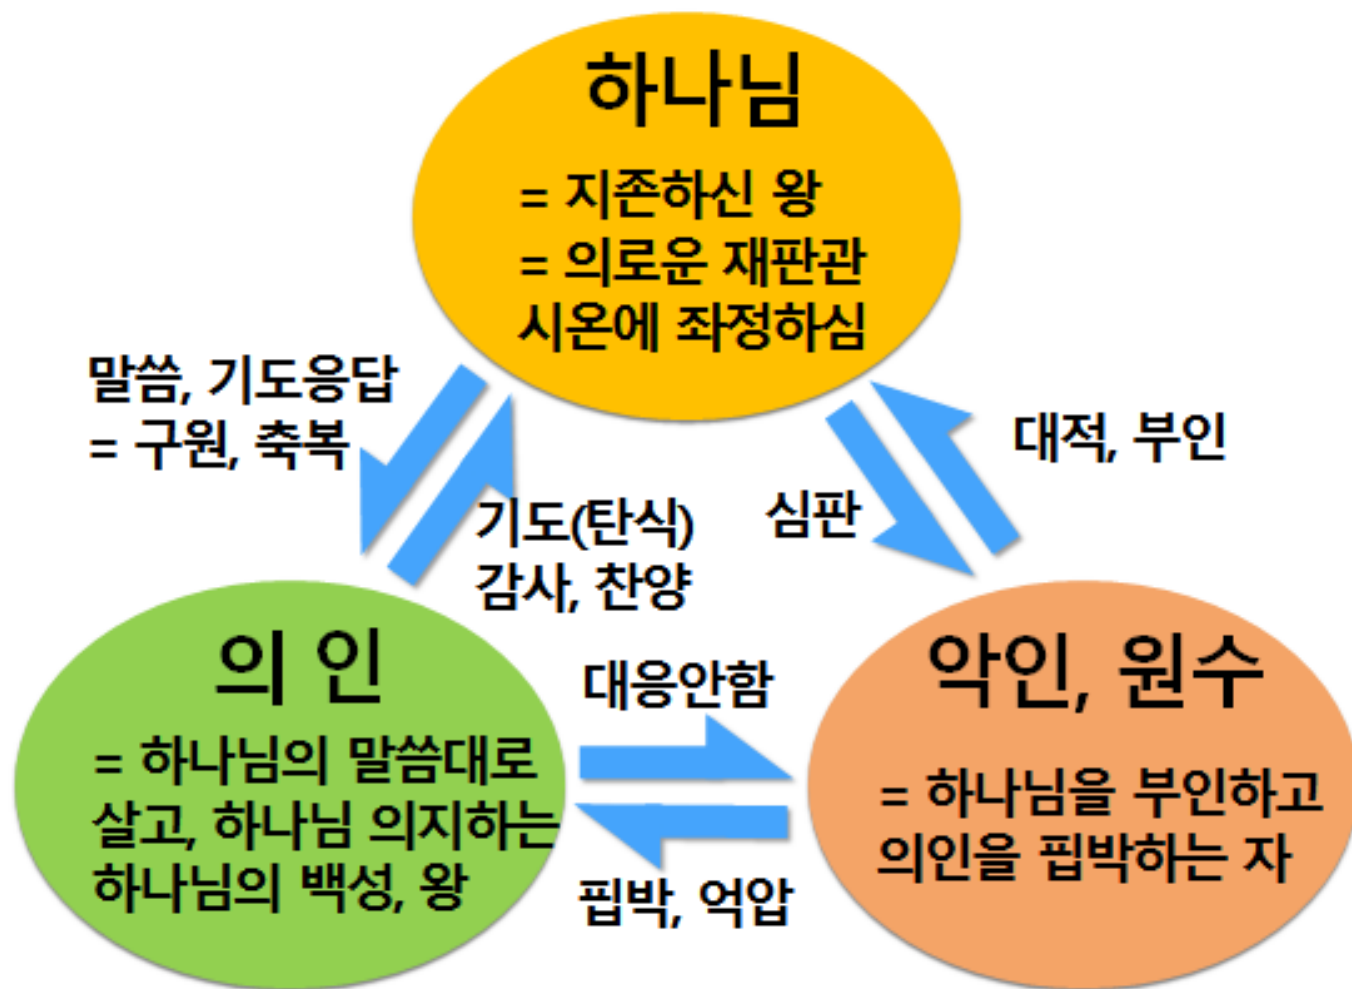 하나님
= 지존하신 왕
= 의로운 재판관
시온에 좌정하심
말씀, 기도응답
= 구원, 축복
기도(탄식)
감사, 찬양
심판
대적, 부인
의 인
= 하나님의 말씀대로
살고, 하나님 의지하는
하나님의 백성, 왕
대응안함
핍박, 억압
악인, 원수
= 하나님을 부인하고
의인을 핍박하는 자